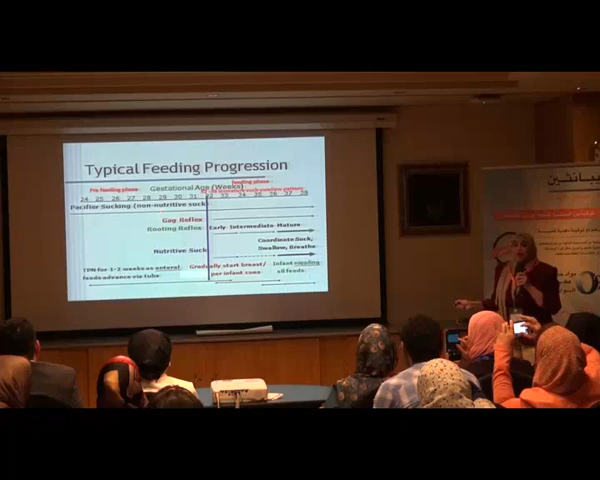 Typical Feeding Progression
Pre feeding phase
feeding phase
Gestational Age (Weeks)
24 25 26 27 28 29 30 31 32 33 34 35 36 37 38
Pacifier Sucking (non-nutritive suck)
Gag Reflex
Rooting Reflex
Early Intermediate Mature
Nutritive Suck
Coordinate Suck,
Swallow, Breathe
TPN for 1-2 weeks as enteral
feeds advance via tube
Gradually start breast/
per infant cues
Infant nippling
all feeds.
بيبانثين